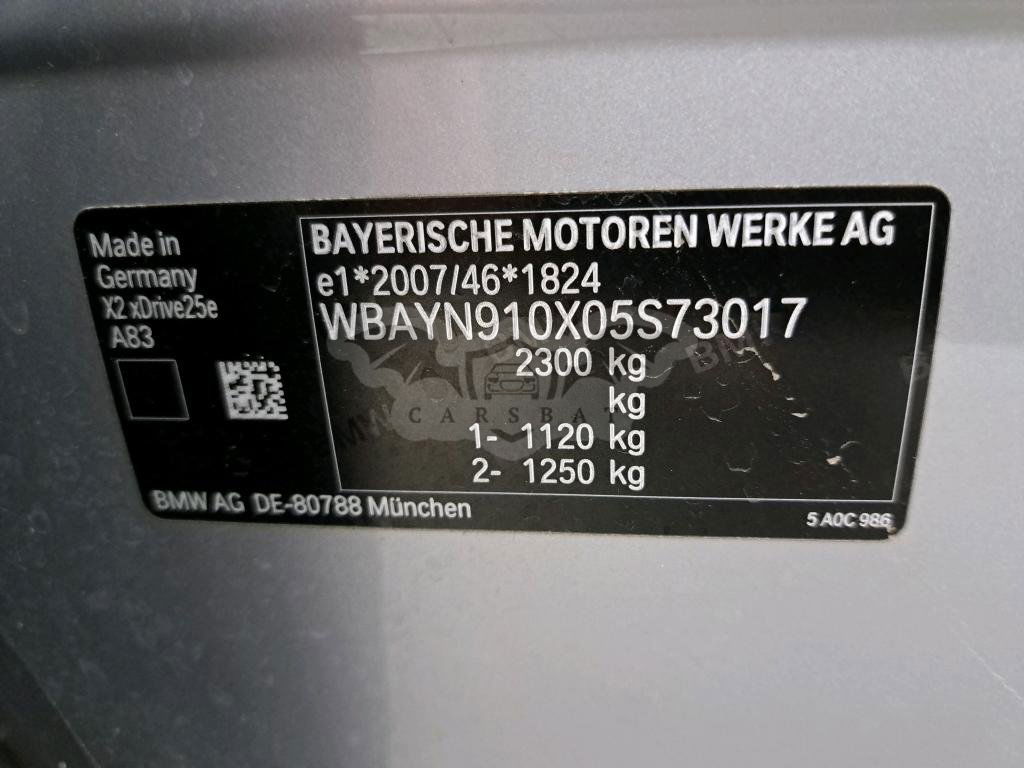 Made in
Germany
X2 xDrive25e
A83
BAYERISCHE MOTOREN WERKE AG
e1*2007/46*1824
WBAYN910X05S73017
2300 kg
kg
1- 1120 kg
2- 1250 kg
CARSBA
BMW AG DE-80788 München
5 A0C 986